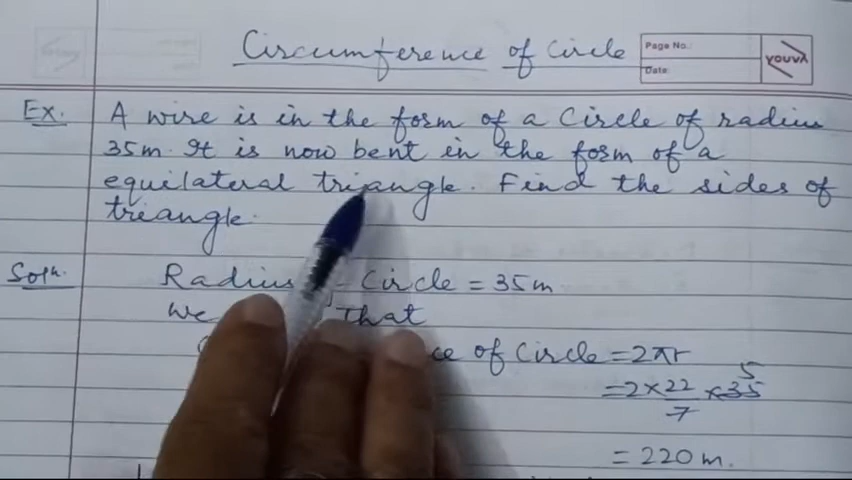 Circumference of Circle
Page No.
Date
YOUVA
Ex. A wire is in the form of a Circle of radius
35m. It is now bent in the form of a
equilateral triangle. Find the sides of
triangle.
Soln. Radius Circle = 35m
We that
of Circle = 2πr
= 2 × 22/7 × 35 5
= 220 m.